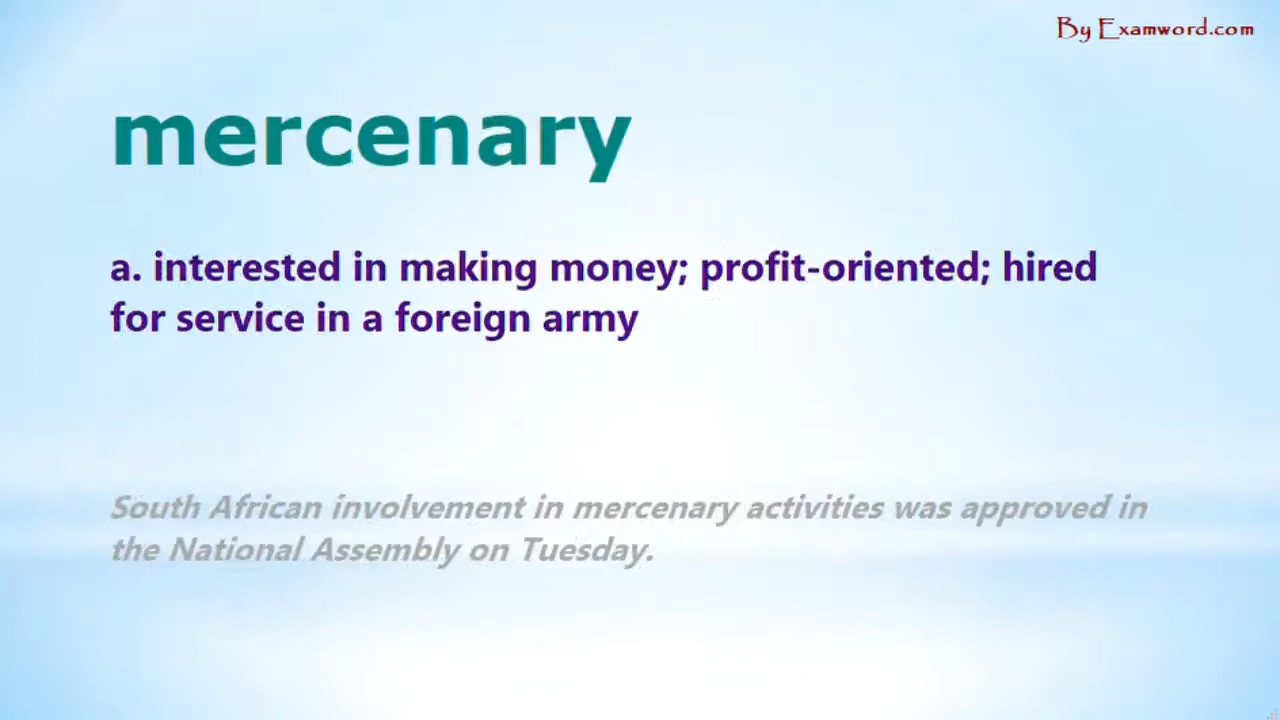 By Examword.com
mercenary
a. interested in making money; profit-oriented; hired
for service in a foreign army
South African involvement in mercenary activities was approved in
the National Assembly on Tuesday.